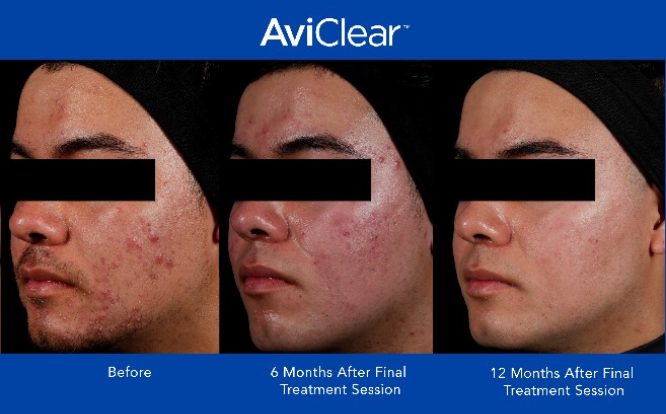 AviClear™
Before
6 Months After Final
Treatment Session
12 Months After Final
Treatment Session